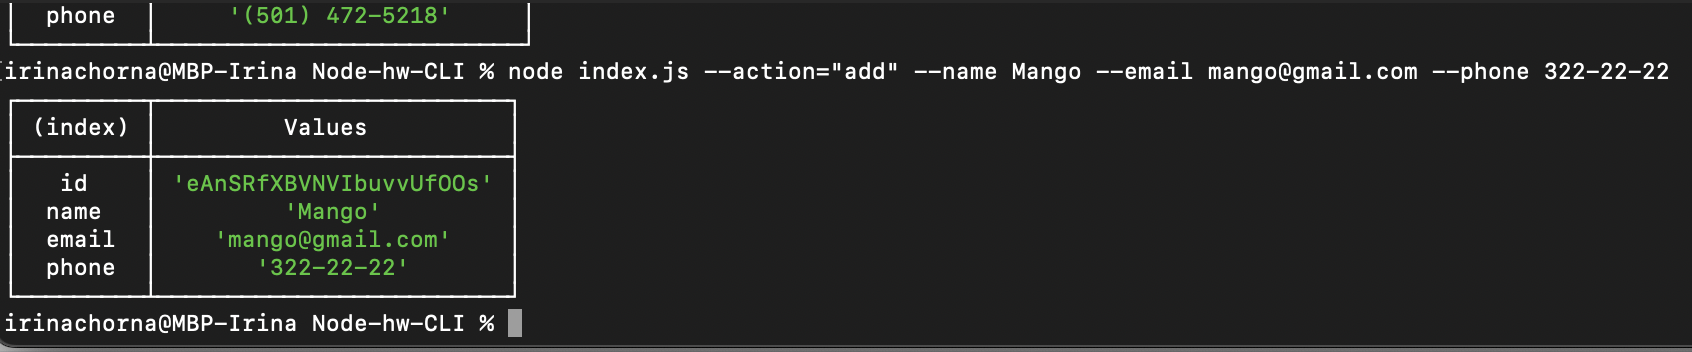 phone '(501) 472-5218'
irinachorna@MBP-Irina Node-hw-CLI % node index.js --action="add" --name Mango --email mango@gmail.com --phone 322-22-22
(index) Values
id 'eAnSRfXBVNVIbuvvUfOOs'
name 'Mango'
email 'mango@gmail.com'
phone '322-22-22'
irinachorna@MBP-Irina Node-hw-CLI %